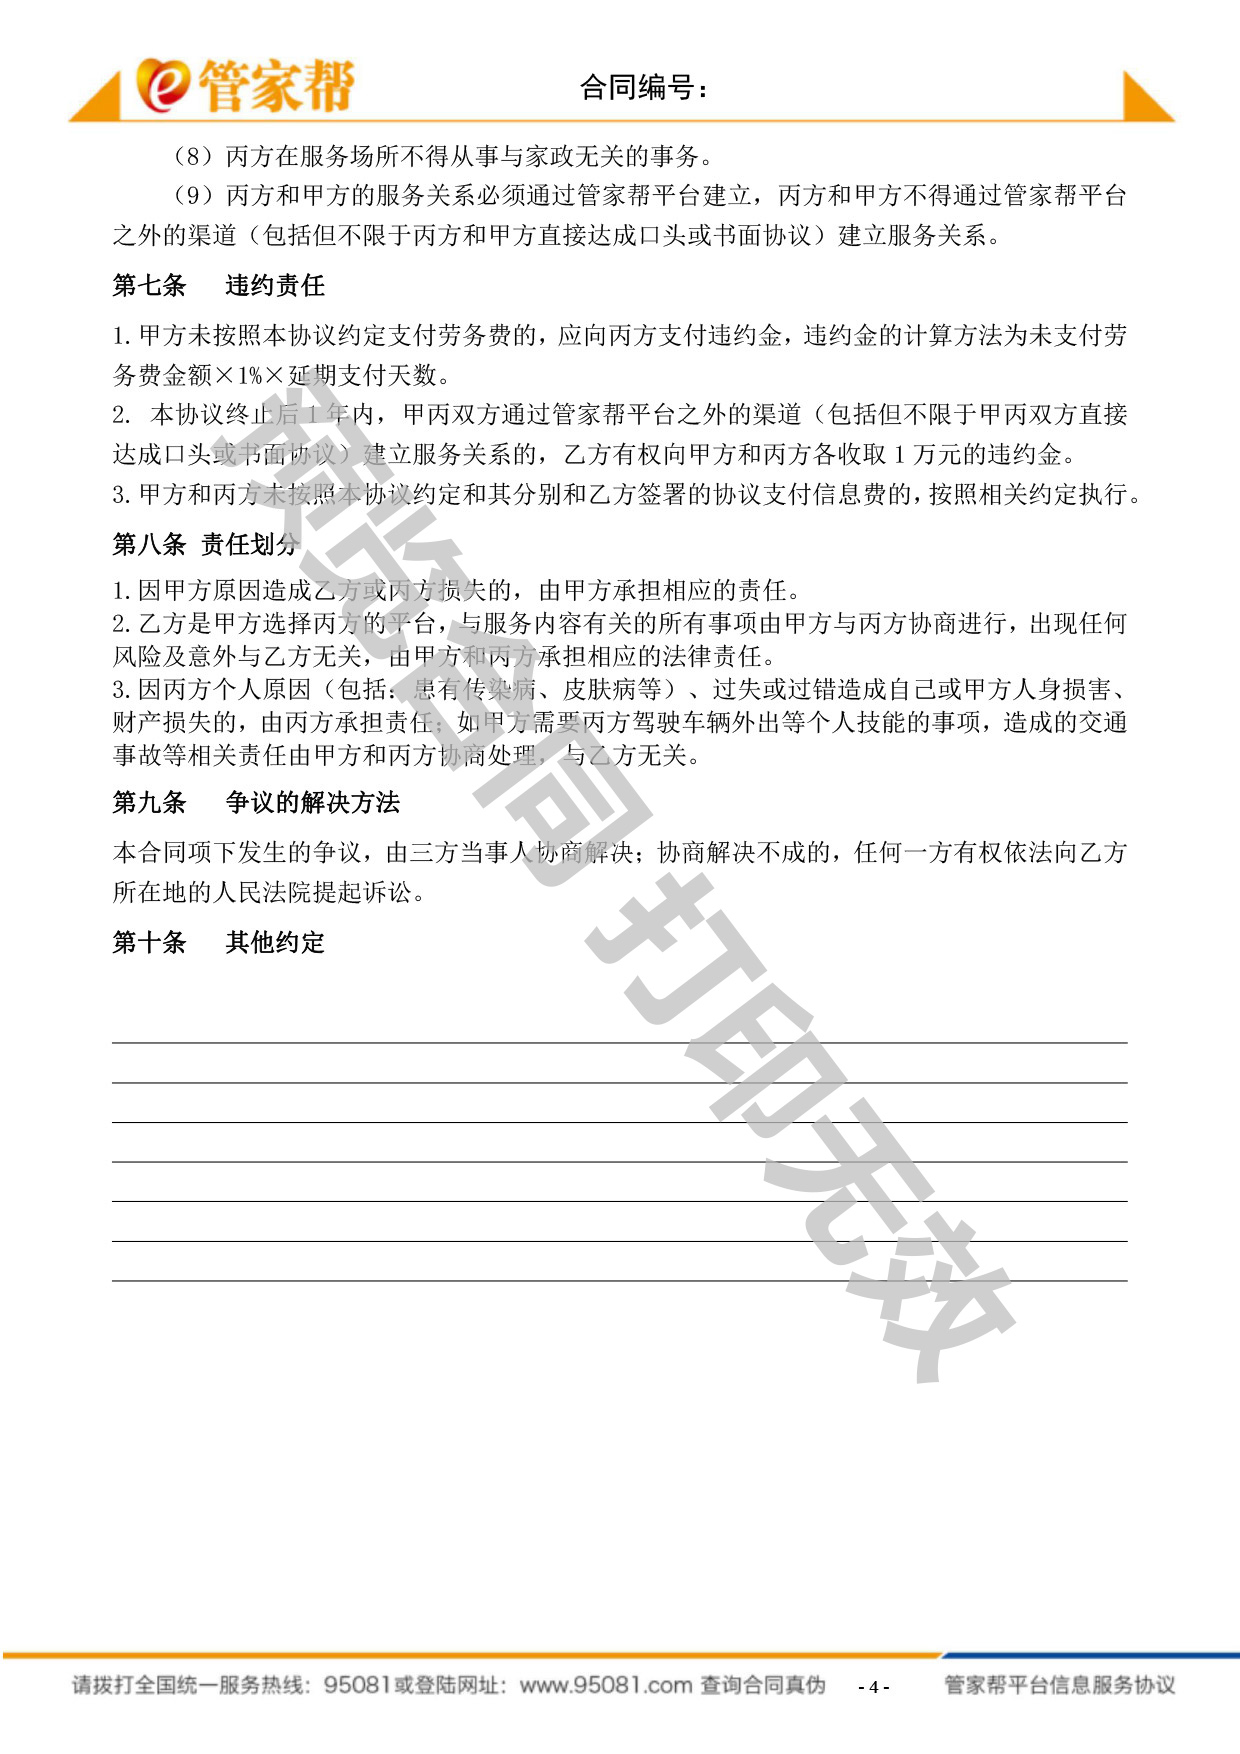 管家帮
合同编号：
（8）丙方在服务场所不得从事与家政无关的事务。
（9）丙方和甲方的服务关系必须通过管家帮平台建立，丙方和甲方不得通过管家帮平台
之外的渠道（包括但不限于丙方和甲方直接达成口头或书面协议）建立服务关系。
第七条 违约责任
1.甲方未按照本协议约定支付劳务费的，应向丙方支付违约金，违约金的计算方法为未支付劳
务费金额×1%×延期支付天数。
2. 本协议终止后1年内，甲丙双方通过管家帮平台之外的渠道（包括但不限于甲丙双方直接
达成口头或书面协议）建立服务关系的，乙方有权向甲方和丙方各收取 1 万元的违约金。
3.甲方和丙方未按照本协议约定和其分别和乙方签署的协议支付信息费的，按照相关约定执行。
第八条 责任划分
1.因甲方原因造成乙方或丙方损失的，由甲方承担相应的责任。
2.乙方是甲方选择丙方的平台，与服务内容有关的所有事项由甲方与丙方协商进行，出现任何
风险及意外与乙方无关，由甲方和丙方承担相应的法律责任。
3.因丙方个人原因（包括：患有传染病、皮肤病等）、过失或过错造成自己或甲方人身损害、
财产损失的，由丙方承担责任；如甲方需要丙方驾驶车辆外出等个人技能的事项，造成的交通
事故等相关责任由甲方和丙方协商处理，与乙方无关。
第九条 争议的解决方法
本合同项下发生的争议，由三方当事人协商解决；协商解决不成的，任何一方有权依法向乙方
所在地的人民法院提起诉讼。
第十条 其他约定
预览合同 打印无效
请拨打全国统一服务热线：95081或登陆网址：www.95081.com 查询合同真伪 - 4 - 管家帮平台信息服务协议